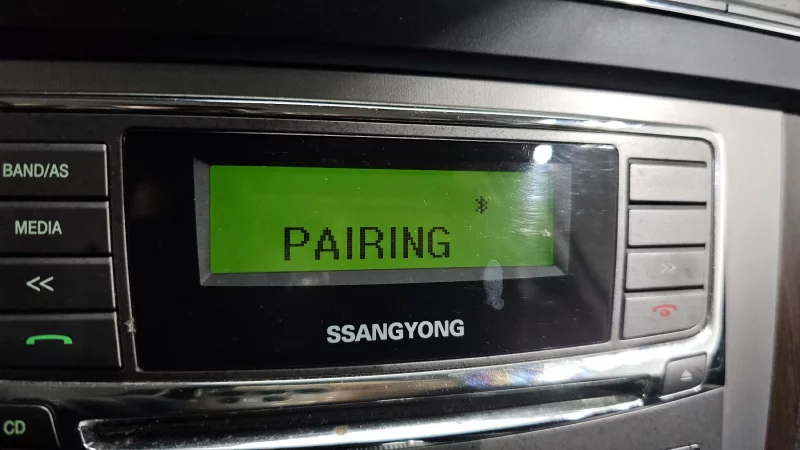 BAND/AS
MEDIA
PAIRING
SSANGYONG
CD